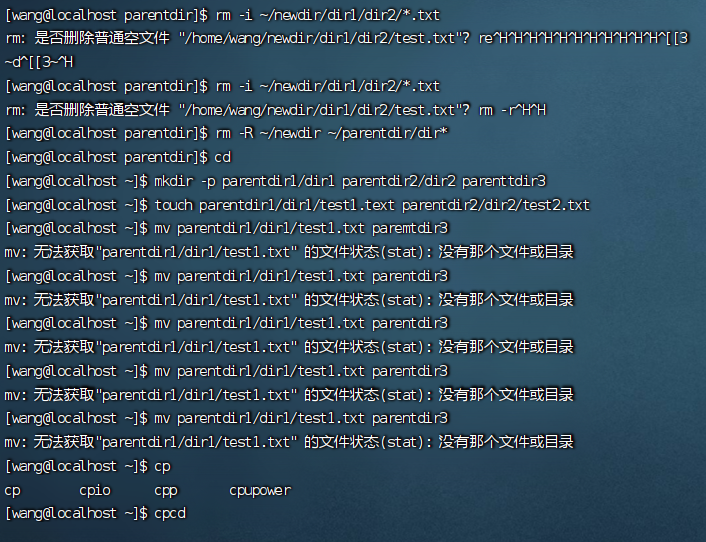 [wang@localhost parentdir]$ rm -i ~/newdir/dir1/dir2/*.txt
rm: 是否删除普通空文件 "/home/wang/newdir/dir1/dir2/test.txt"? re^H^H^H^H^H^H^H^H^H^H^H^[[3
~d^[[3~^H
[wang@localhost parentdir]$ rm -i ~/newdir/dir1/dir2/*.txt
rm: 是否删除普通空文件 "/home/wang/newdir/dir1/dir2/test.txt"? rm -r^H^H
[wang@localhost parentdir]$ rm -R ~/newdir ~/parentdir/dir*
[wang@localhost parentdir]$ cd
[wang@localhost ~]$ mkdir -p parentdir1/dir1 parentdir2/dir2 parenttdir3
[wang@localhost ~]$ touch parentdir1/dir1/test1.text parentdir2/dir2/test2.txt
[wang@localhost ~]$ mv parentdir1/dir1/test1.txt paremtdir3
mv: 无法获取"parentdir1/dir1/test1.txt" 的文件状态(stat): 没有那个文件或目录
[wang@localhost ~]$ mv parentdir1/dir1/test1.txt parentdir3
mv: 无法获取"parentdir1/dir1/test1.txt" 的文件状态(stat): 没有那个文件或目录
[wang@localhost ~]$ mv parentdir1/dir1/test1.txt parentdir3
mv: 无法获取"parentdir1/dir1/test1.txt" 的文件状态(stat): 没有那个文件或目录
[wang@localhost ~]$ mv parentdir1/dir1/test1.txt parentdir3
mv: 无法获取"parentdir1/dir1/test1.txt" 的文件状态(stat): 没有那个文件或目录
[wang@localhost ~]$ mv parentdir1/dir1/test1.txt parentdir3
mv: 无法获取"parentdir1/dir1/test1.txt" 的文件状态(stat): 没有那个文件或目录
[wang@localhost ~]$ cp
cp cpio cpp cpupower
[wang@localhost ~]$ cpcd